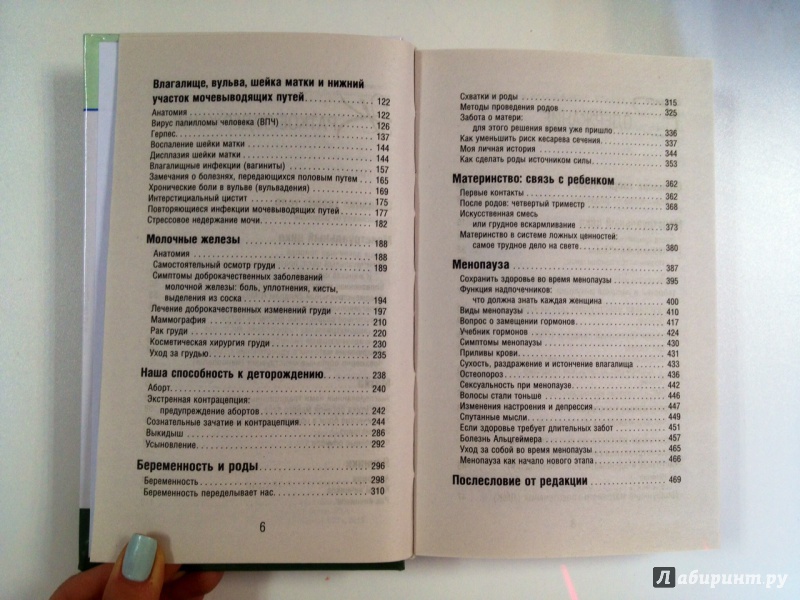 Влагалище, вульва, шейка матки и нижний
участок мочевыводящих путей 122
Анатомия 122
Вирус папилломы человека (ВПЧ) 126
Герпес. 137
Воспаление шейки матки 144
Дисплазия шейки матки 144
Влагалищные инфекции (вагиниты) 157
Замечания о болезнях, передающихся половым путем 165
Хронические боли в вульве (вульвадения) 169
Интерстициальный цистит 175
Повторяющиеся инфекции мочевыводящих путей 177
Стрессовое недержание мочи. 182
Молочные железы 188
Анатомия 188
Самостоятельный осмотр груди 189
Симптомы доброкачественных заболеваний
молочной железы: боль, уплотнения, кисты,
выделения из соска 194
Лечение доброкачественных изменений груди 197
Маммография 210
Рак груди 220
Косметическая хирургия груди 230
Уход за грудью 235
Наша способность к деторождению 238
Аборт. 240
Экстренная контрацепция:
предупреждение абортов 242
Сознательные зачатие и контрацепция. 244
Выкидыш 286
Усыновление. 292
Беременность и роды 296
Беременность 298
Беременность переделывает нас. 310
6
Схватки и роды 315
Методы проведения родов 325
Забота о матери:
для этого решения время уже пришло 336
Как уменьшить риск кесарева сечения. 337
Моя личная история 344
Как сделать роды источником силы. 353
Материнство: связь с ребенком 362
Первые контакты 362
После родов: четвертый триместр 368
Искусственная смесь
или грудное вскармливание 373
Материнство в системе ложных ценностей:
самое трудное дело на свете 380
Менопауза 387
Сохранить здоровье во время менопаузы 395
Функция надпочечников:
что должна знать каждая женщина 400
Виды менопаузы 410
Вопрос о замещении гормонов 417
Учебник гормонов 424
Симптомы менопаузы 430
Приливы крови. 431
Сухость, раздражение и истончение влагалища 433
Остеопороз 436
Сексуальность при менопаузе 442
Волосы стали тоньше 446
Изменения настроения и депрессия 447
Спутанные мысли. 449
Если здоровье требует длительных забот 451
Болезнь Альцгеймера 457
Уход за собой во время менопаузы 465
Менопауза как начало нового этапа 466
Послесловие от редакции 469
Лабиринт.ру